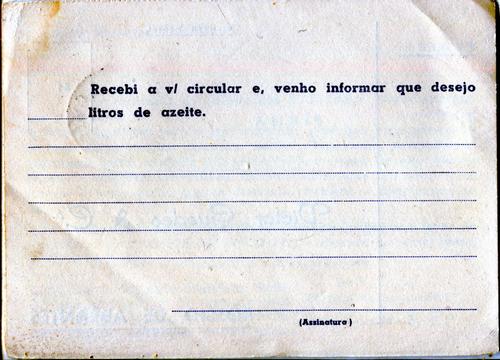 Recebi a v/ circular e, venho informar que desejo
litros de azeite.
(Assinatura)